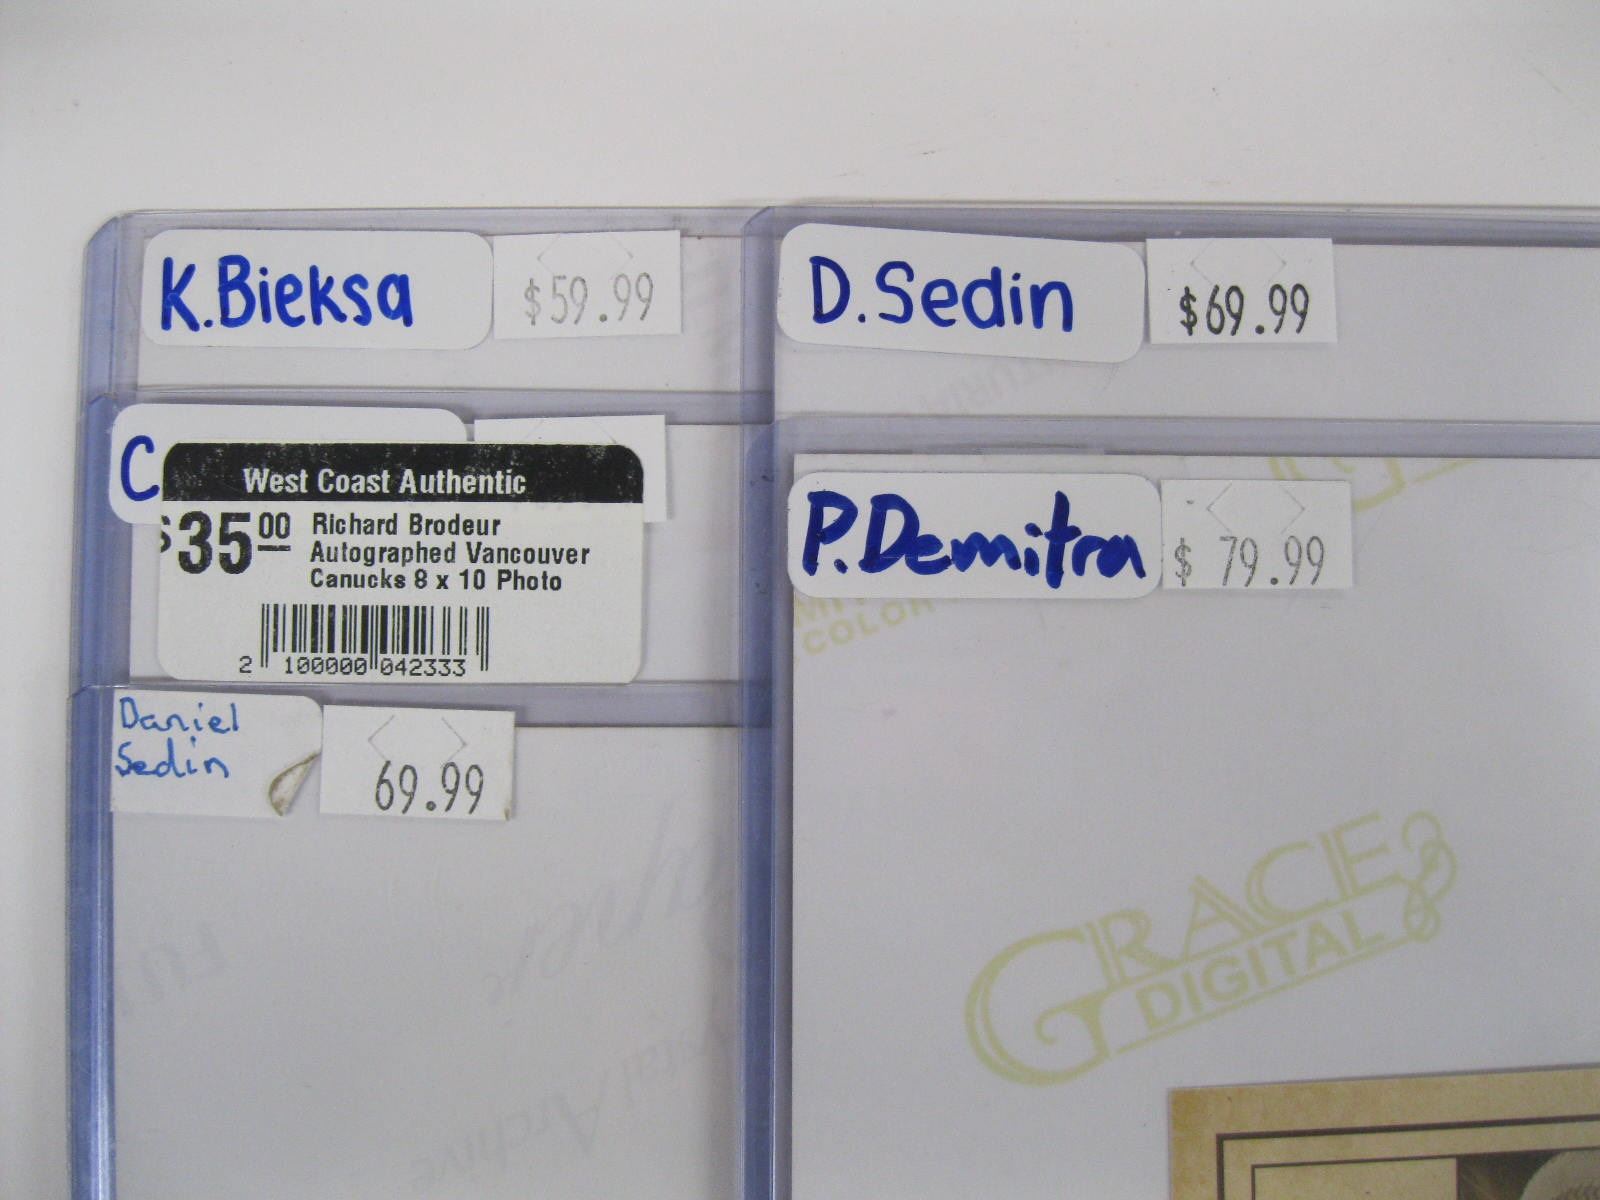 K.Bieksa
$59.99
D.Sedin
$69.99
C
West Coast Authentic
$35.00
Richard Brodeur
Autographed Vancouver
Canucks 8 x 10 Photo
2 100000 042333
P.Demitra
$ 79.99
COLOR
Daniel
Sedin
69.99
GRACE
DIGITAL